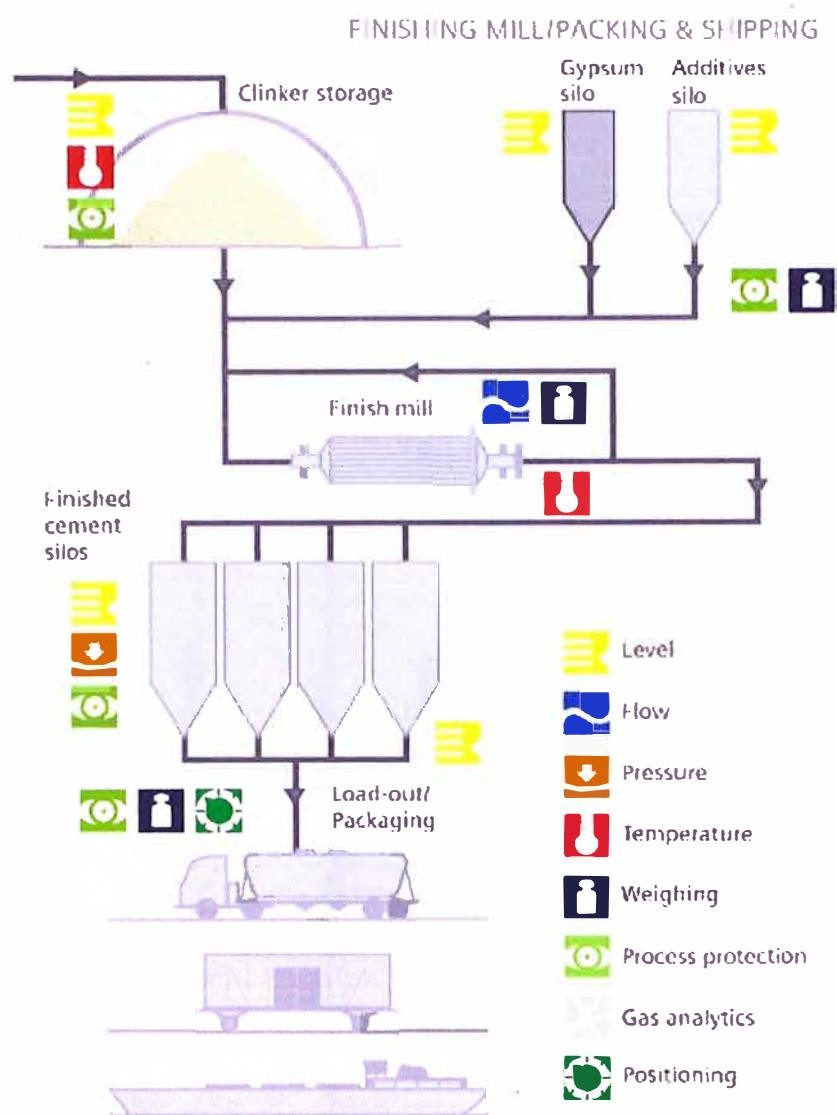 FINISHING MILL/PACKING & SHIPPING
Clinker storage
Gypsum
silo
Additives
silo
Finish mill
Finished
cement
silos
Level
Flow
Pressure
Load-out/
Packaging
Temperature
Weighing
Process protection
Gas analytics
Positioning